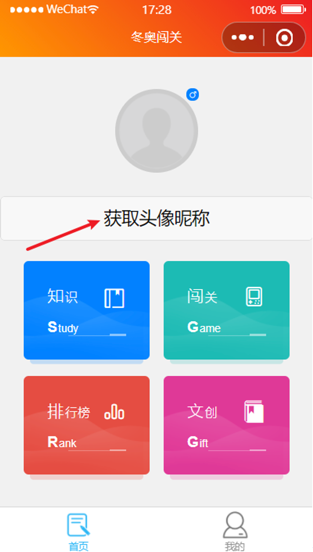 WeChat 17:28 100%
冬奥闯关
获取头像昵称
知识 闯关
Study Game
排行榜 文创
Rank Gift
首页 我的